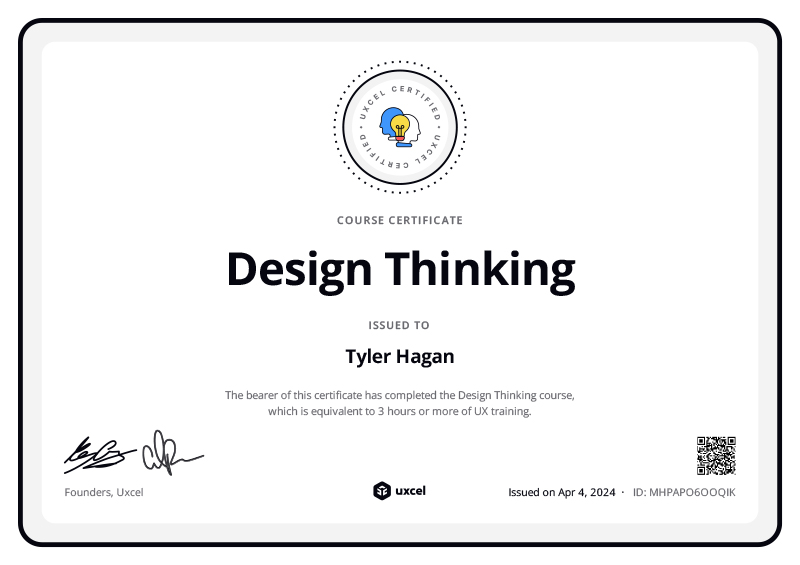 UXCEL CERTIFIED • UXCEL CERTIFIED •
COURSE CERTIFICATE
Design Thinking
ISSUED TO
Tyler Hagan
The bearer of this certificate has completed the Design Thinking course,
which is equivalent to 3 hours or more of UX training.
Founders, Uxcel
uxcel
Issued on Apr 4, 2024 · ID: MHPAPO6OOQIK